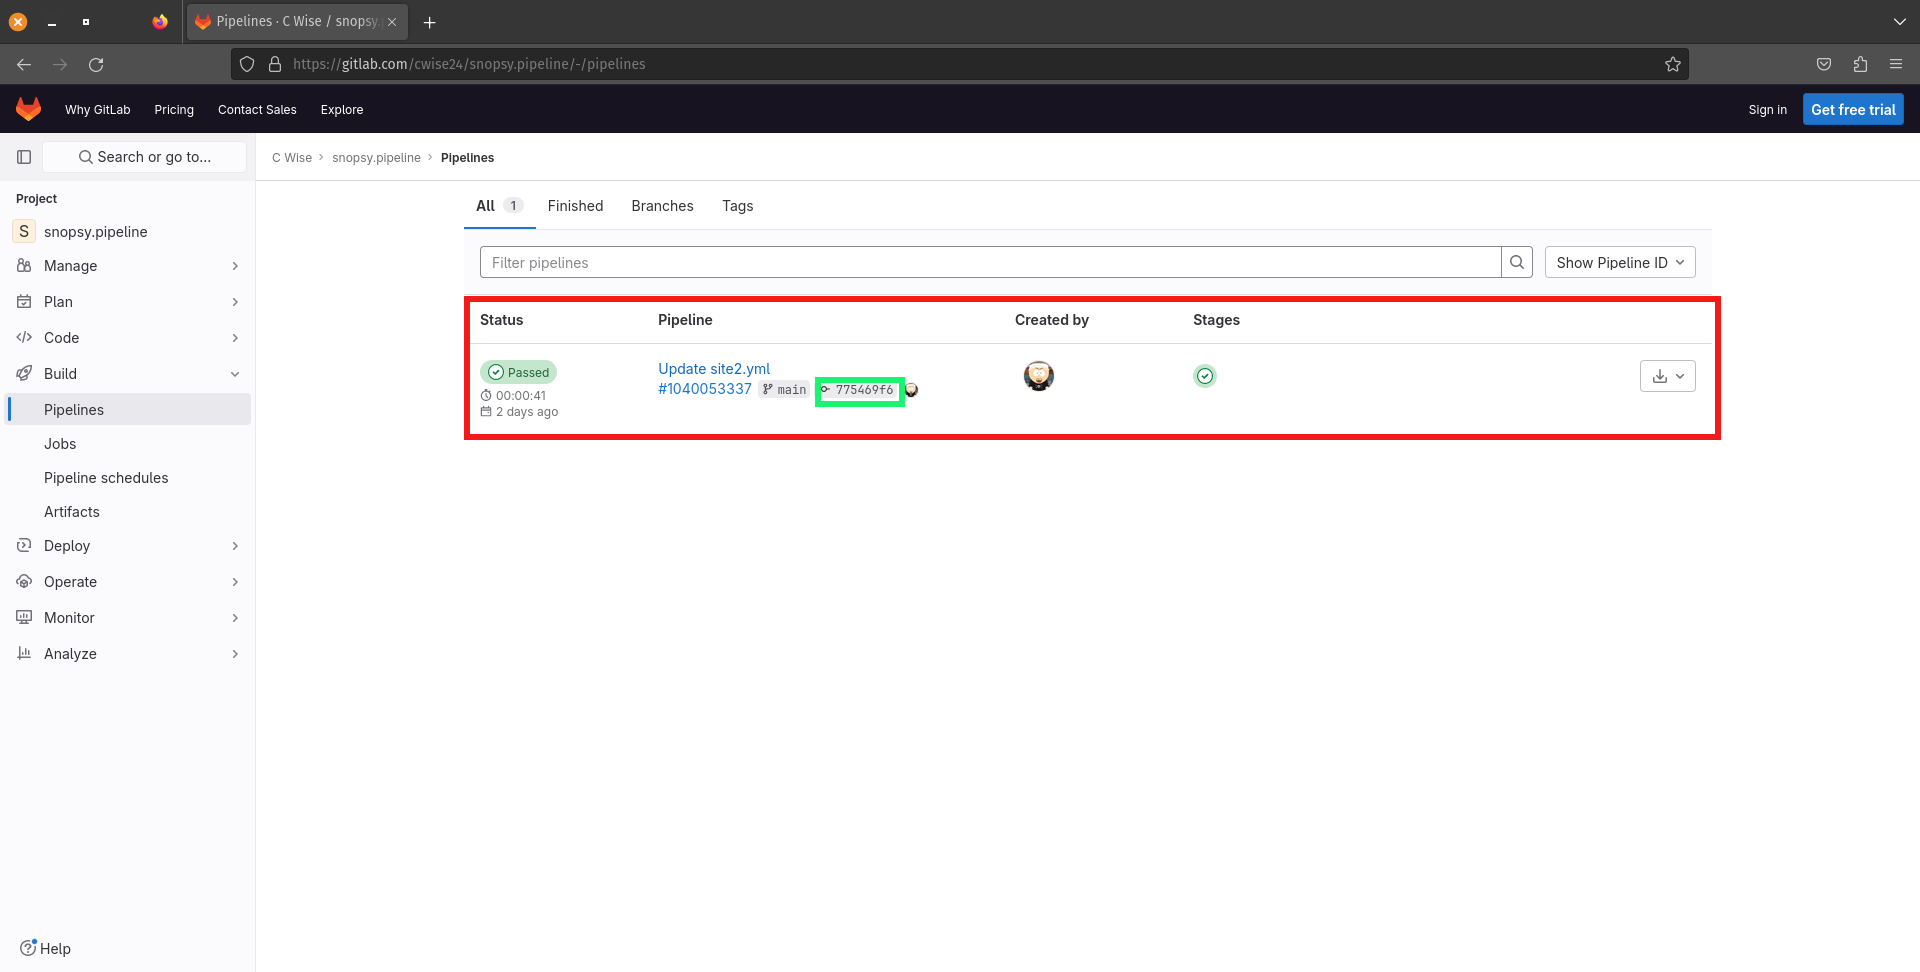 Pipelines · C Wise / snopsy.
https://gitlab.com/cwise24/snopsy.pipeline/-/pipelines
Why GitLab Pricing Contact Sales Explore Sign in Get free trial
Search or go to...
C Wise › snopsy.pipeline › Pipelines
Project
S snopsy.pipeline
Manage
Plan
Code
Build
Pipelines
Jobs
Pipeline schedules
Artifacts
Deploy
Operate
Monitor
Analyze
Help
All 1 Finished Branches Tags
Filter pipelines Show Pipeline ID
Status Pipeline Created by Stages
Passed
00:00:41
2 days ago
Update site2.yml
#1040053337 main 775469f6